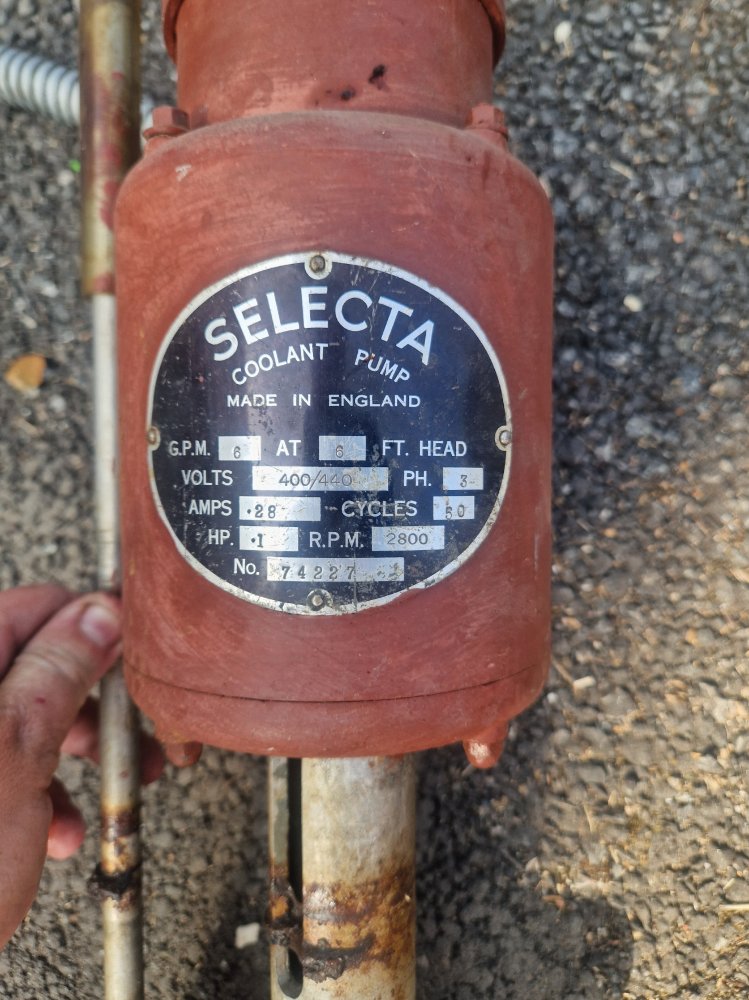 SELECTA
COOLANT PUMP
MADE IN ENGLAND
G.P.M. 6 AT 6 FT. HEAD
VOLTS 400/440 PH. 3
AMPS .28 CYCLES 50
HP. .1 R.P.M. 2800
No. 74227